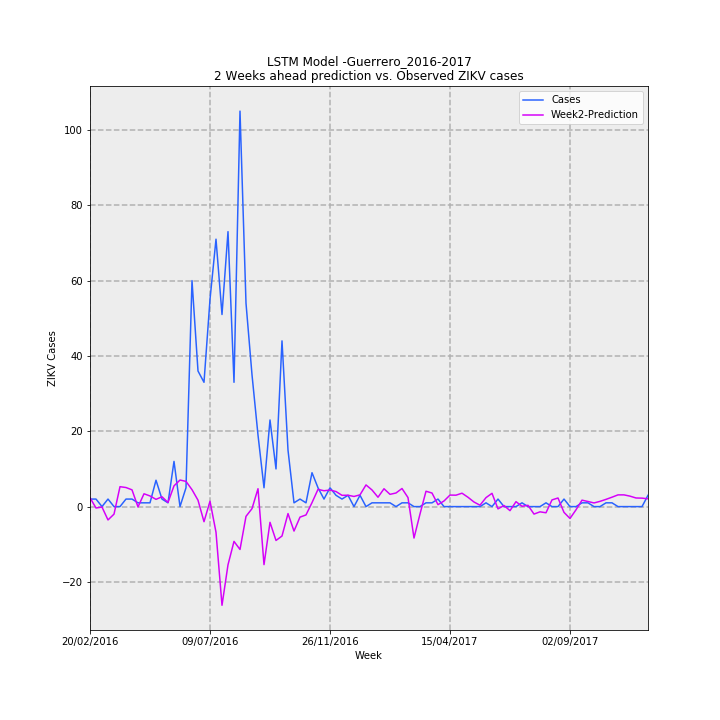 LSTM Model -Guerrero_2016-2017
2 Weeks ahead prediction vs. Observed ZIKV cases
Cases
Week2-Prediction
100
80
60
40
20
0
−20
ZIKV Cases
20/02/2016 09/07/2016 26/11/2016 15/04/2017 02/09/2017
Week